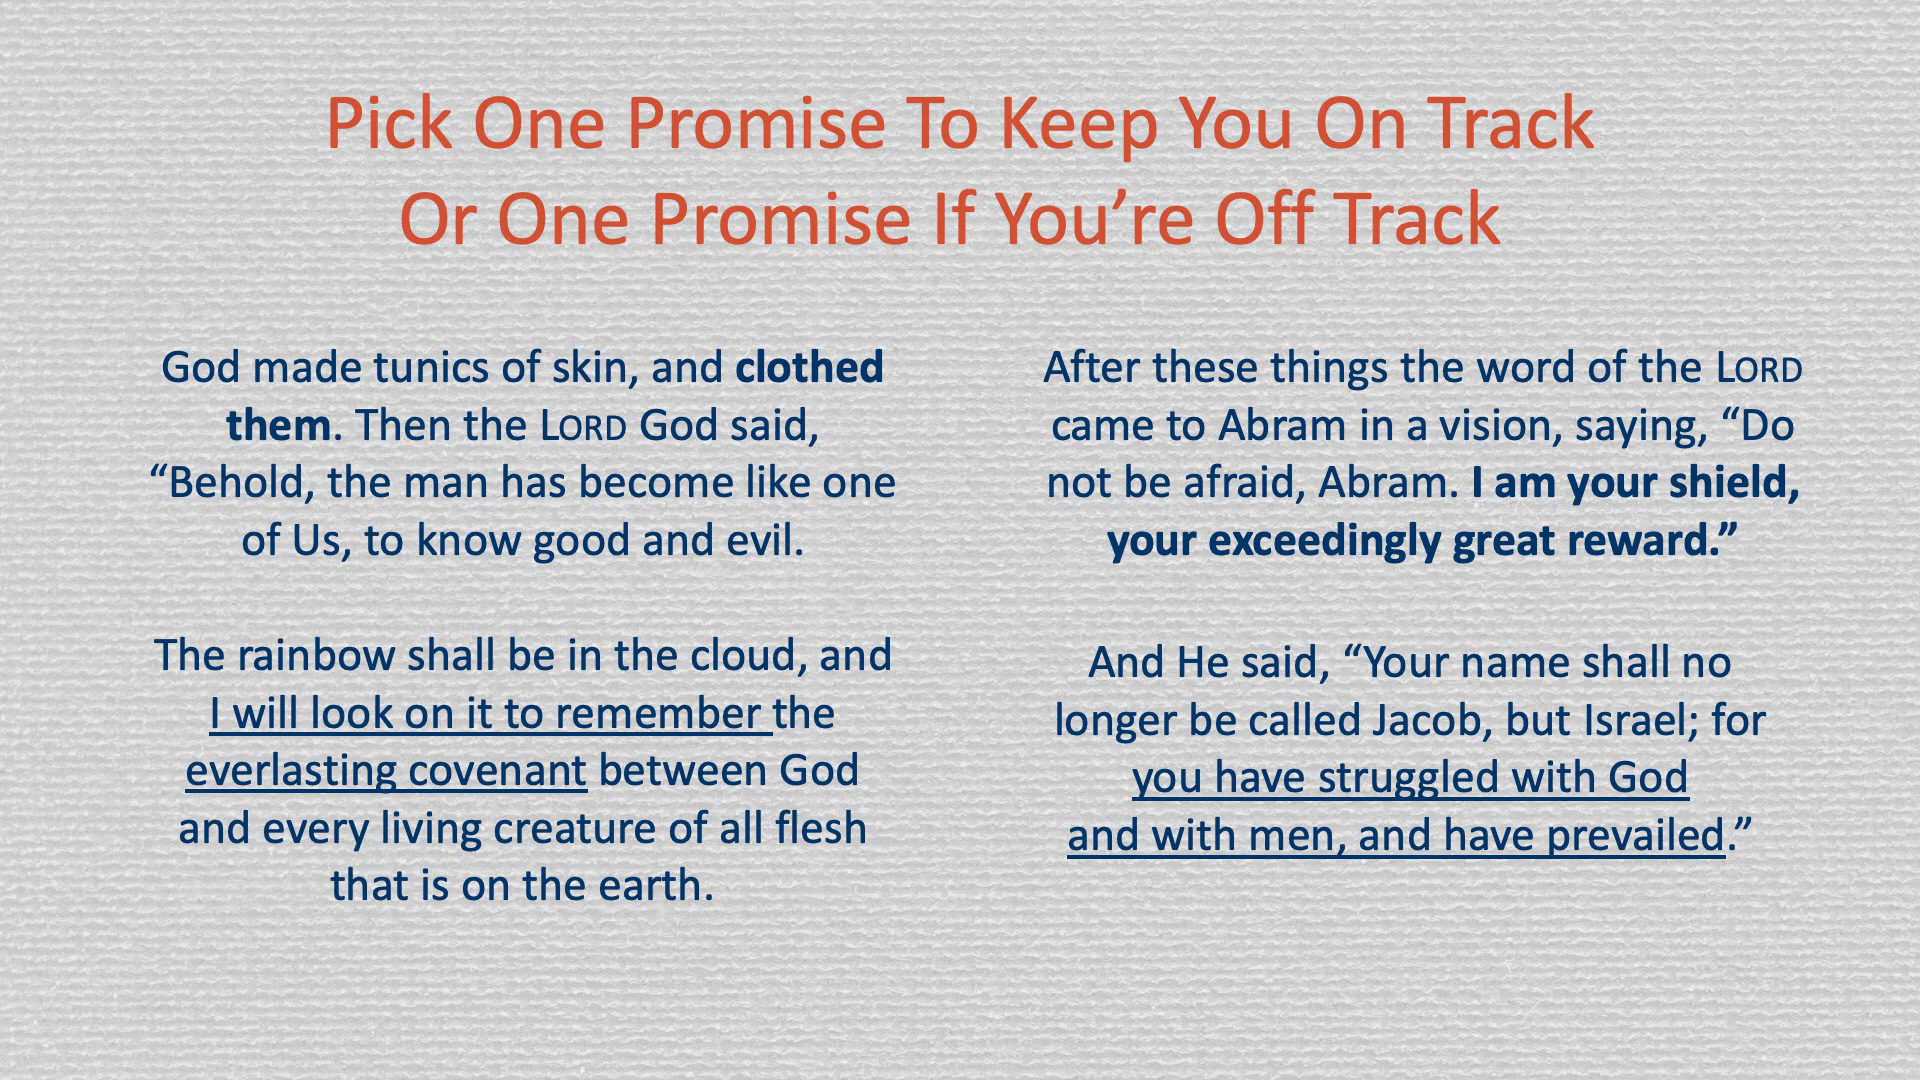 Pick One Promise To Keep You On Track
Or One Promise If You’re Off Track
God made tunics of skin, and clothed
them. Then the LORD God said,
“Behold, the man has become like one
of Us, to know good and evil.
The rainbow shall be in the cloud, and
I will look on it to remember the
everlasting covenant between God
and every living creature of all flesh
that is on the earth.
After these things the word of the LORD
came to Abram in a vision, saying, “Do
not be afraid, Abram. I am your shield,
your exceedingly great reward.”
And He said, “Your name shall no
longer be called Jacob, but Israel; for
you have struggled with God
and with men, and have prevailed.”